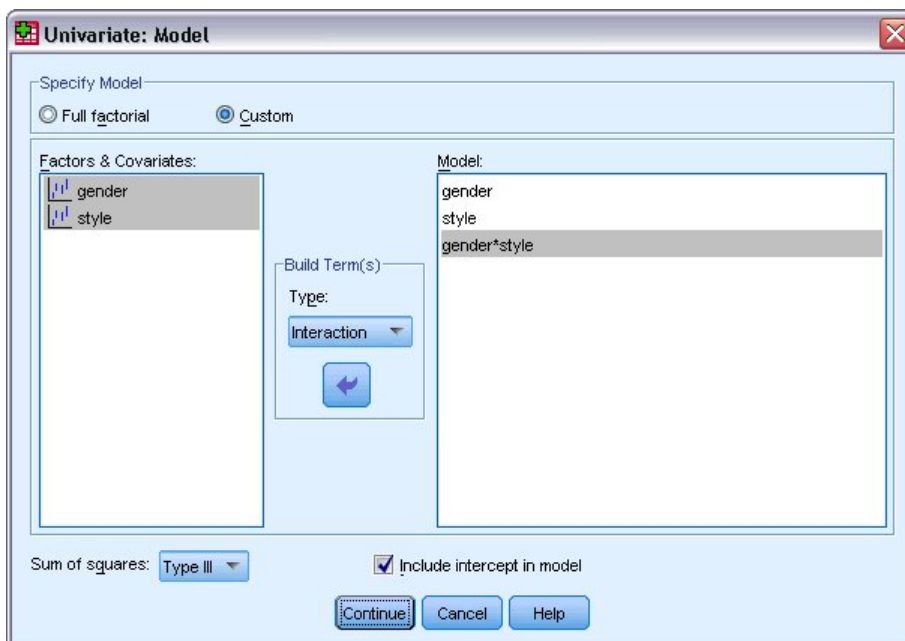 Univariate: Model
Specify Model
Full factorial
Custom
Factors & Covariates:
gender
style
Build Term(s)
Type:
Interaction
Model:
gender
style
gender*style
Sum of squares: Type III
Include intercept in model
Continue Cancel Help